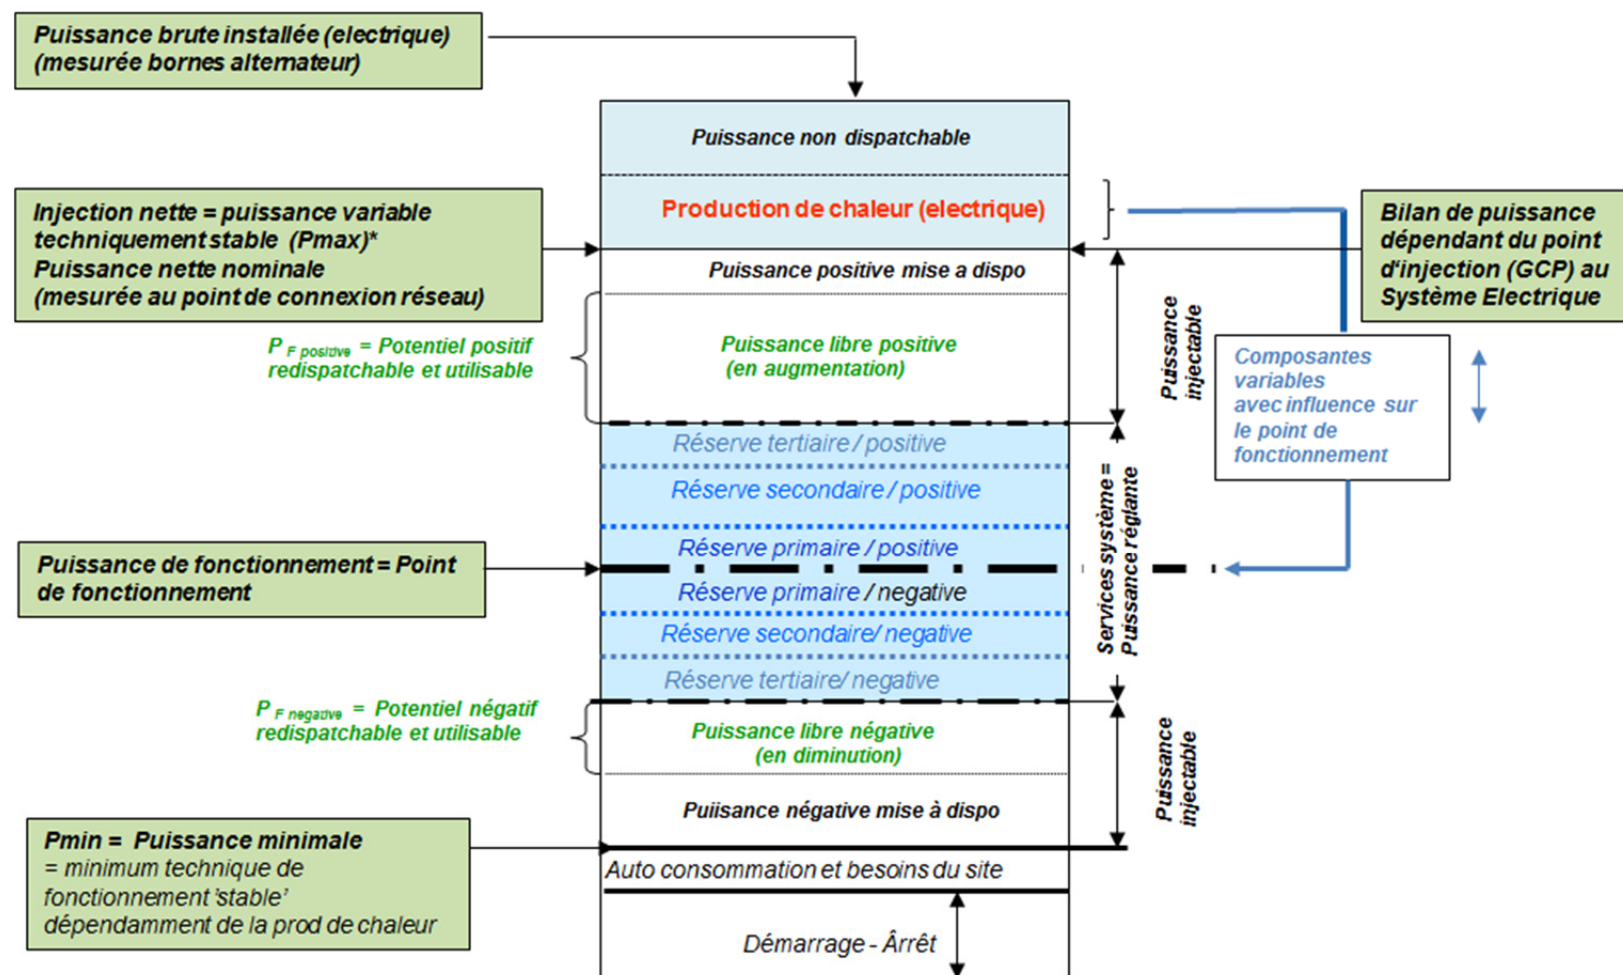 Puissance brute installée (electrique)
(mesurée bornes alternateur)
Puissance non dispatchable
Production de chaleur (electrique)
Injection nette = puissance variable
techniquement stable (Pmax)*
Puissance nette nominale
(mesurée au point de connexion réseau)
Bilan de puissance
dépendant du point
d'injection (GCP) au
Système Electrique
Puissance positive mise a dispo
P F positive = Potentiel positif
redispatchable et utilisable
Puissance libre positive
(en augmentation)
Puissance
injectable
Composantes
variables
avec influence sur
le point de
fonctionnement
Réserve tertiaire / positive
Réserve secondaire / positive
Réserve primaire / positive
Services système =
Puissance réglante
Puissance de fonctionnement = Point
de fonctionnement
Réserve primaire / negative
Réserve secondaire/ negative
Réserve tertiaire/ negative
P F negative = Potentiel négatif
redispatchable et utilisable
Puissance libre négative
(en diminution)
Puissance
injectable
Puiisance négative mise à dispo
Pmin = Puissance minimale
= minimum technique de
fonctionnement 'stable'
dépendamment de la prod de chaleur
Auto consommation et besoins du site
Démarrage - Ârrêt